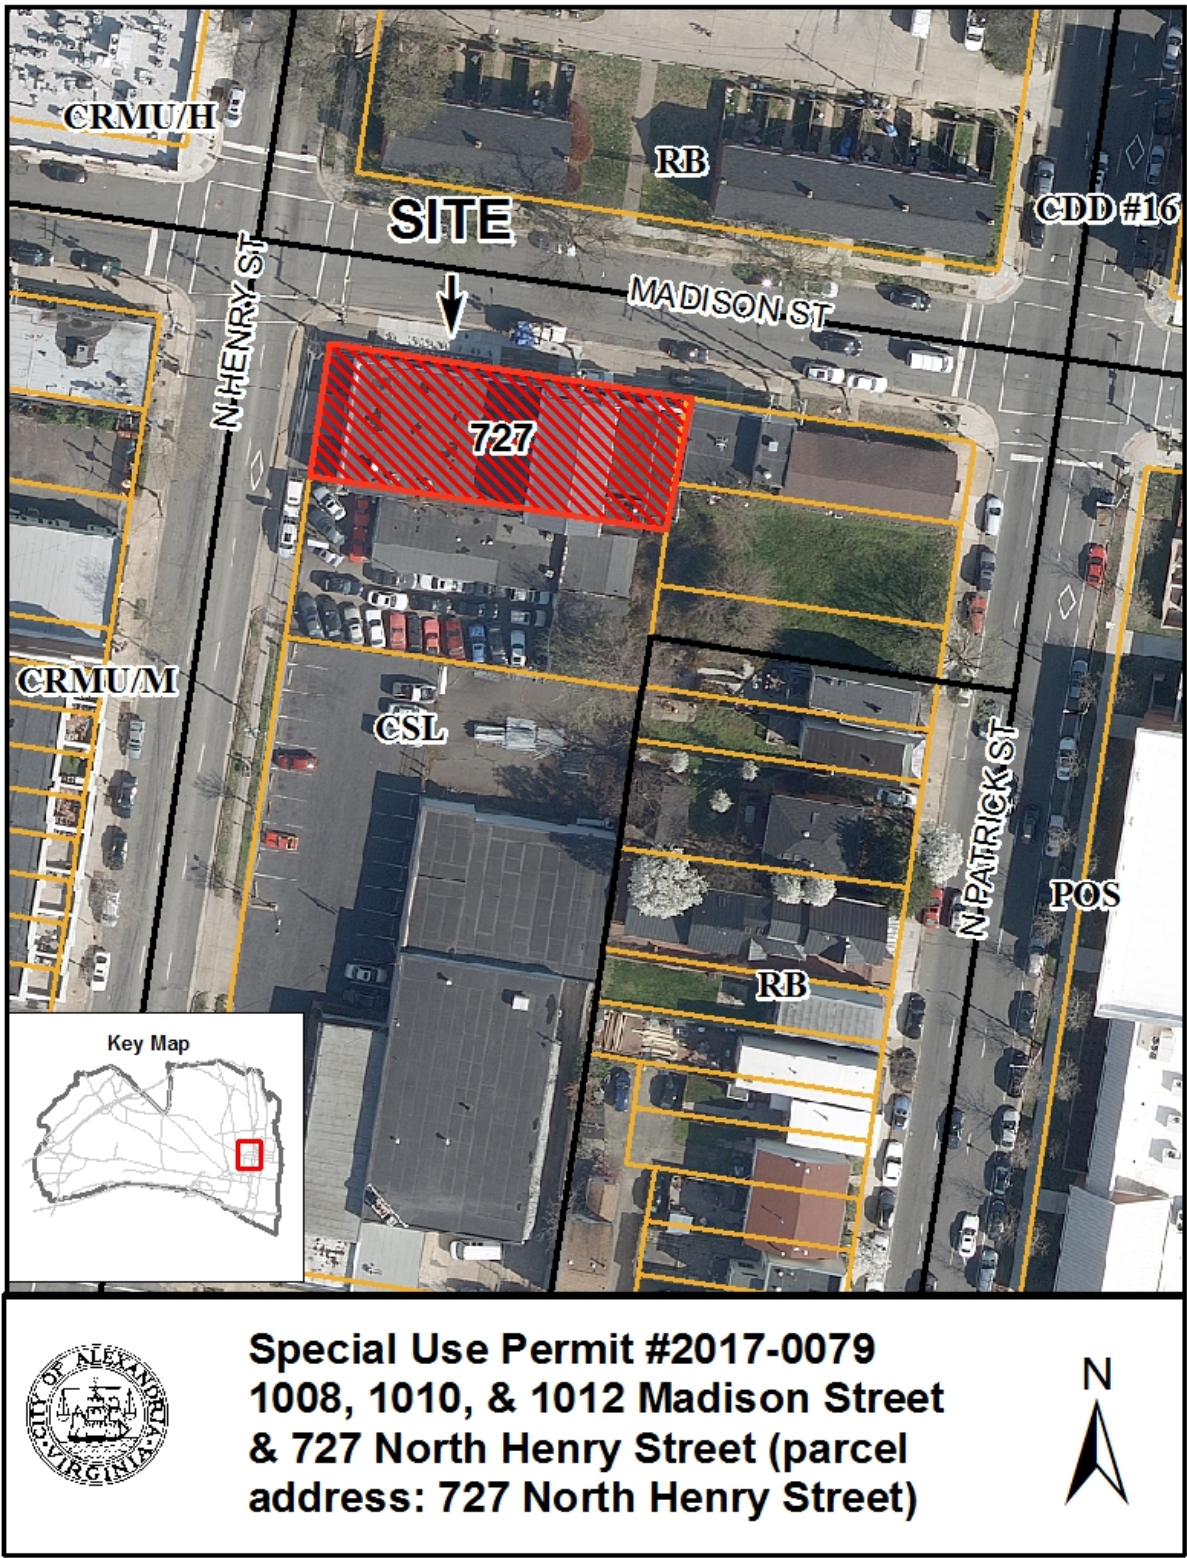 CRMU/H
RB
SITE
CDD #16
N HENRY ST
MADISON ST
727
CRMU/M
CSL
N PATRICK ST
POS
RB
Key Map
CITY OF ALEXANDRIA
VIRGINIA
Special Use Permit #2017-0079
1008, 1010, & 1012 Madison Street
& 727 North Henry Street (parcel
address: 727 North Henry Street)
N